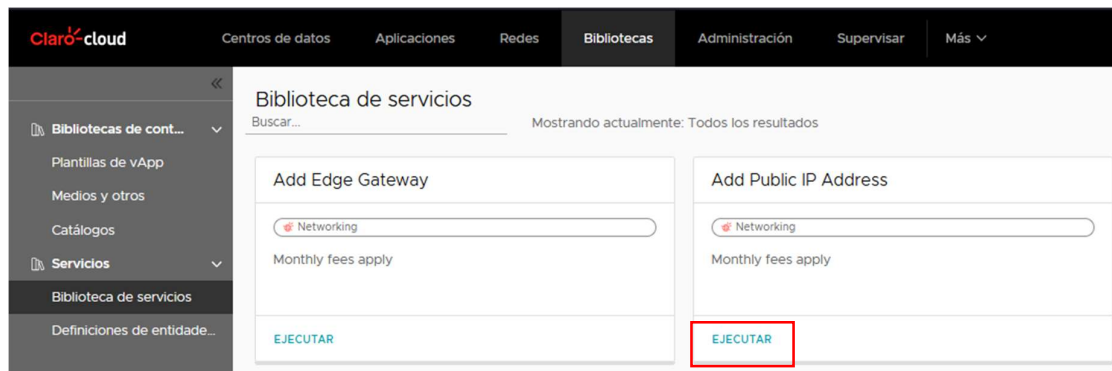 Claro-cloud
Centros de datos
Aplicaciones
Redes
Bibliotecas
Administración
Supervisar
Más
Bibliotecas de cont...
Plantillas de vApp
Medios y otros
Catálogos
Servicios
Biblioteca de servicios
Definiciones de entidade...
Biblioteca de servicios
Buscar...
Mostrando actualmente: Todos los resultados
Add Edge Gateway
Networking
Monthly fees apply
EJECUTAR
Add Public IP Address
Networking
Monthly fees apply
EJECUTAR